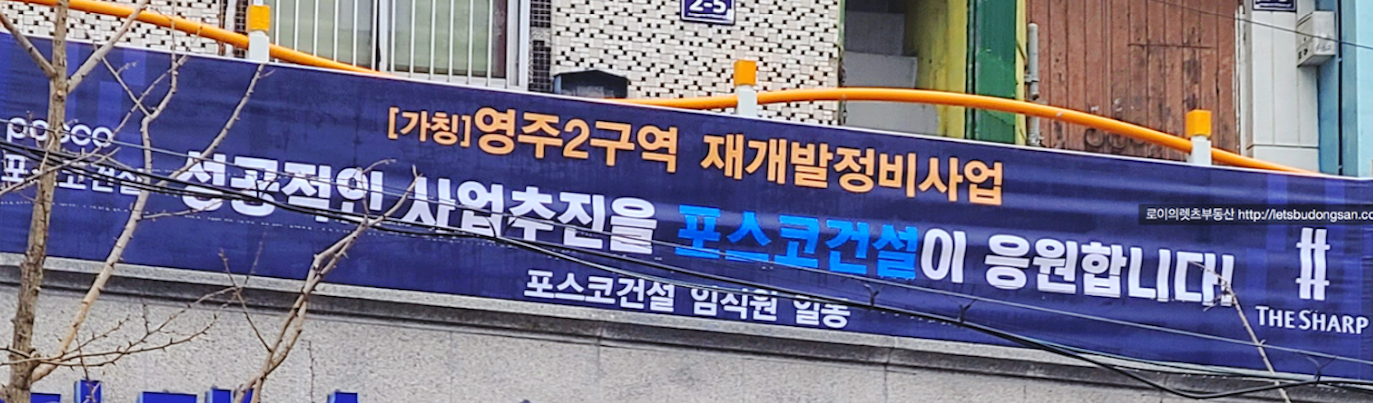 2-5
[가칭]영주2구역 재개발정비사업
posco
포스코건설
성공적인 사업추진을 포스코건설이 응원합니다!
포스코건설 임직원 일동
로이의렛츠부동산 http://letsbudongsan.co
THE SHARP